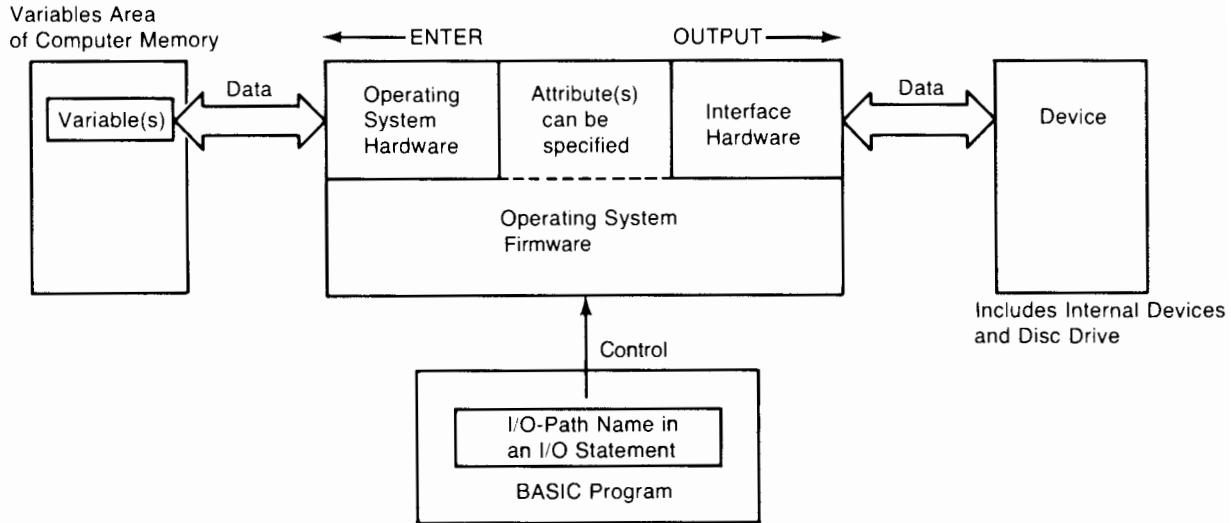 Variables Area
of Computer Memory
ENTER
OUTPUT
Variable(s)
Data
Operating
System
Hardware
Attribute(s)
can be
specified
Interface
Hardware
Data
Device
Operating System
Firmware
Includes Internal Devices
and Disc Drive
Control
I/O-Path Name in
an I/O Statement
BASIC Program